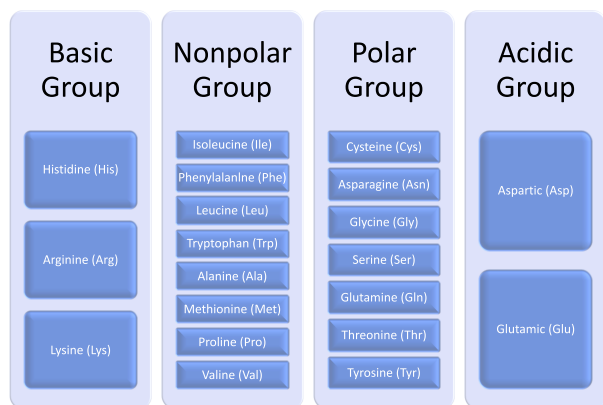 Basic
Group
Histidine (His)
Arginine (Arg)
Lysine (Lys)
Nonpolar
Group
Isoleucine (Ile)
Phenylalanlne (Phe)
Leucine (Leu)
Tryptophan (Trp)
Alanine (Ala)
Methionine (Met)
Proline (Pro)
Valine (Val)
Polar
Group
Cysteine (Cys)
Asparagine (Asn)
Glycine (Gly)
Serine (Ser)
Glutamine (Gln)
Threonine (Thr)
Tyrosine (Tyr)
Acidic
Group
Aspartic (Asp)
Glutamic (Glu)